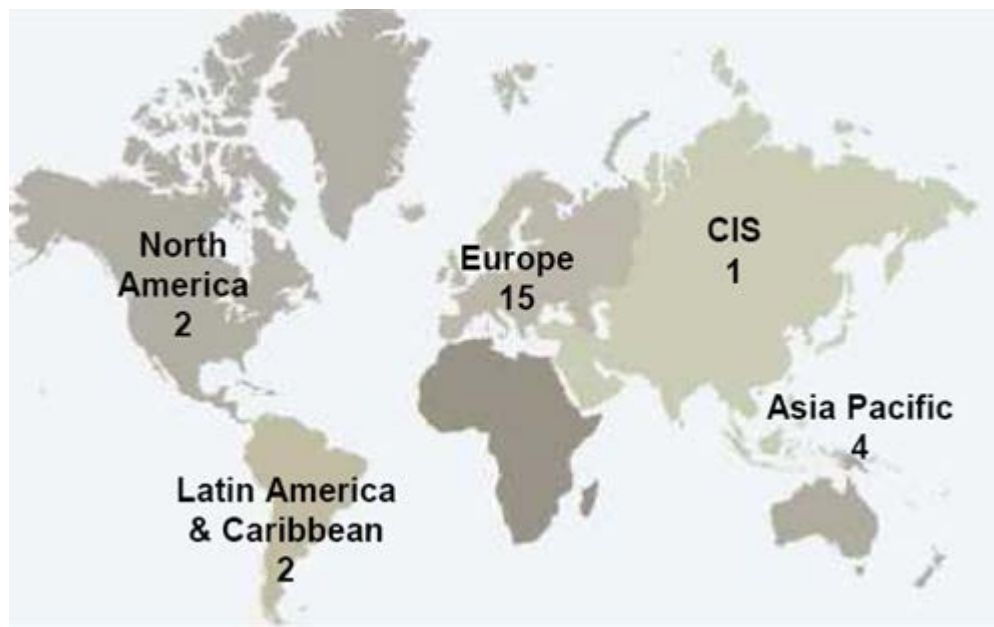 North
America
2
Europe
15
CIS
1
Asia Pacific
4
Latin America
& Caribbean
2